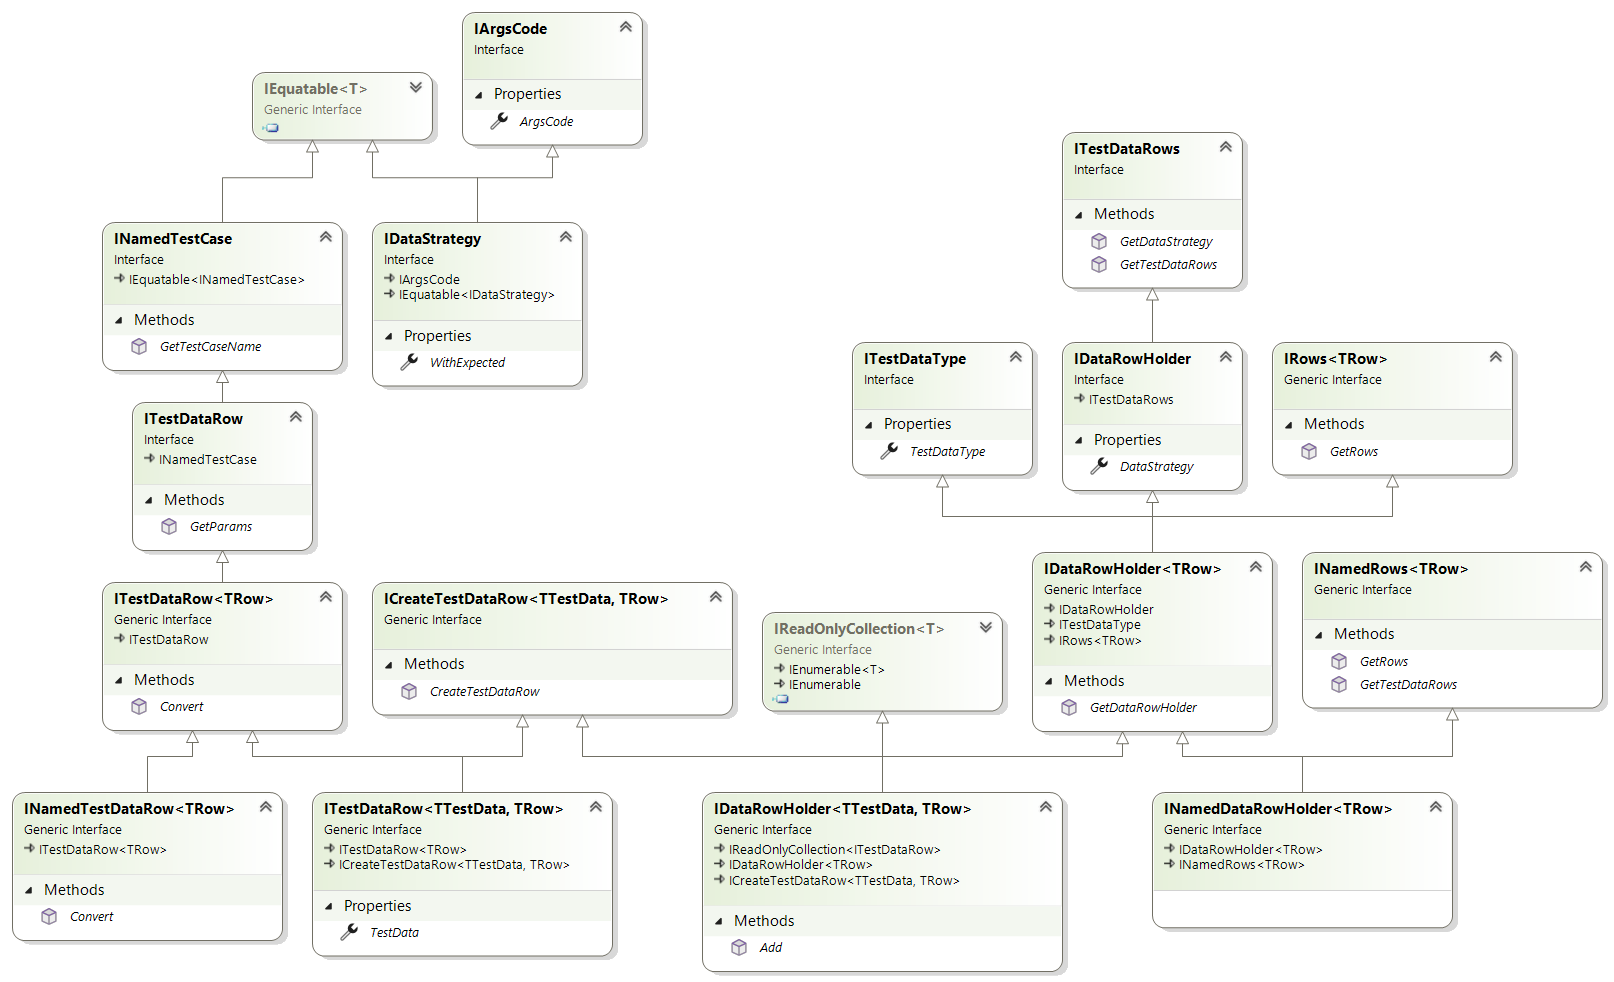 IArgsCode
Interface
Properties
ArgsCode
IEquatable<T>
Generic Interface
ITestDataRows
Interface
Methods
GetDataStrategy
GetTestDataRows
INamedTestCase
Interface
IEquatable<INamedTestCase>
Methods
GetTestCaseName
IDataStrategy
Interface
IArgsCode
IEquatable<IDataStrategy>
Properties
WithExpected
ITestDataType
Interface
Properties
TestDataType
IDataRowHolder
Interface
ITestDataRows
Properties
DataStrategy
IRows<TRow>
Generic Interface
Methods
GetRows
ITestDataRow
Interface
INamedTestCase
Methods
GetParams
ITestDataRow<TRow>
Generic Interface
ITestDataRow
Methods
Convert
ICreateTestDataRow<TTestData, TRow>
Generic Interface
Methods
CreateTestDataRow
IReadOnlyCollection<T>
Generic Interface
IEnumerable<T>
IEnumerable
IDataRowHolder<TRow>
Generic Interface
IDataRowHolder
ITestDataType
IRows<TRow>
Methods
GetDataRowHolder
INamedRows<TRow>
Generic Interface
Methods
GetRows
GetTestDataRows
INamedTestDataRow<TRow>
Generic Interface
ITestDataRow<TRow>
Methods
Convert
ITestDataRow<TTestData, TRow>
Generic Interface
ITestDataRow<TRow>
ICreateTestDataRow<TTestData, TRow>
Properties
TestData
IDataRowHolder<TTestData, TRow>
Generic Interface
IReadOnlyCollection<ITestDataRow>
IDataRowHolder<TRow>
ICreateTestDataRow<TTestData, TRow>
Methods
Add
INamedDataRowHolder<TRow>
Generic Interface
IDataRowHolder<TRow>
INamedRows<TRow>